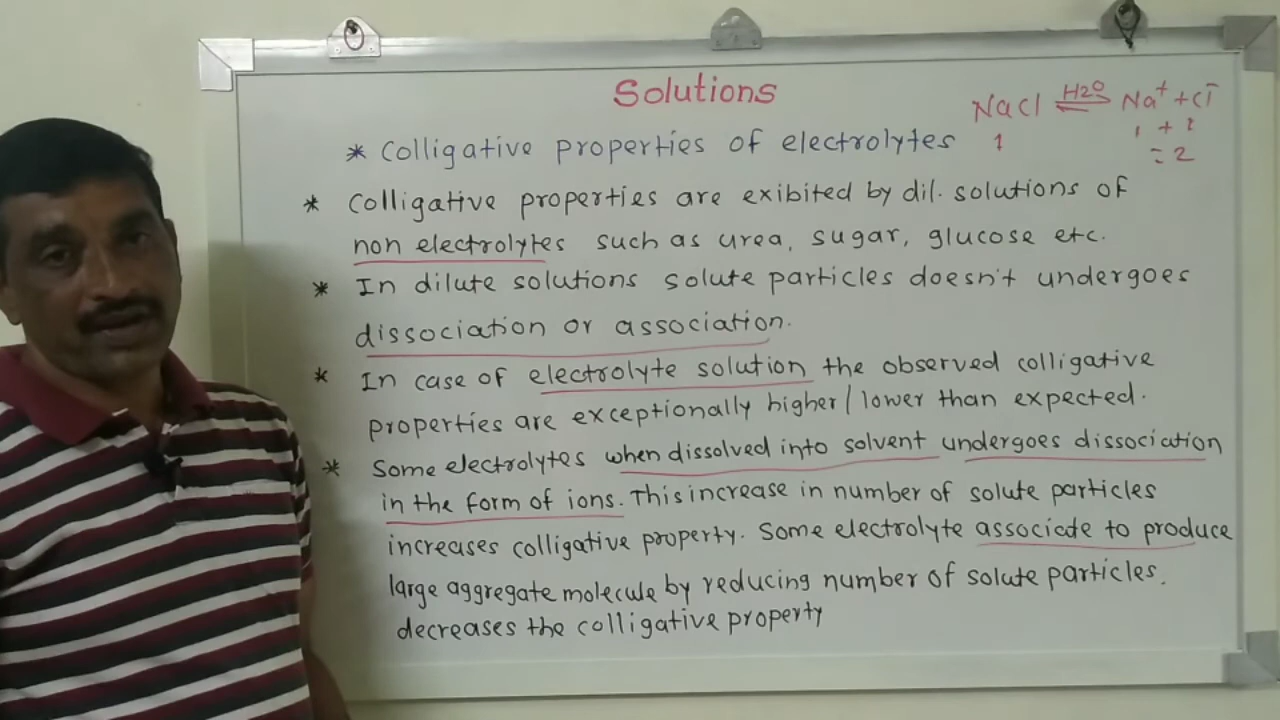 Solutions
NaCl ⇌ Na⁺ + Cl⁻
H2O
1
1 + 1
= 2
* Colligative properties of electrolytes
* Colligative properties are exibited by dil. solutions of
non electrolytes such as urea, sugar, glucose etc.
* In dilute solutions solute particles doesn't undergoes
dissociation or association.
* In case of electrolyte solution the observed colligative
properties are exceptionally higher/lower than expected.
* Some electrolytes when dissolved into solvent undergoes dissociation
in the form of ions. This increase in number of solute particles
increases colligative property. Some electrolyte associate to produce
large aggregate molecule by reducing number of solute particles.
decreases the colligative property